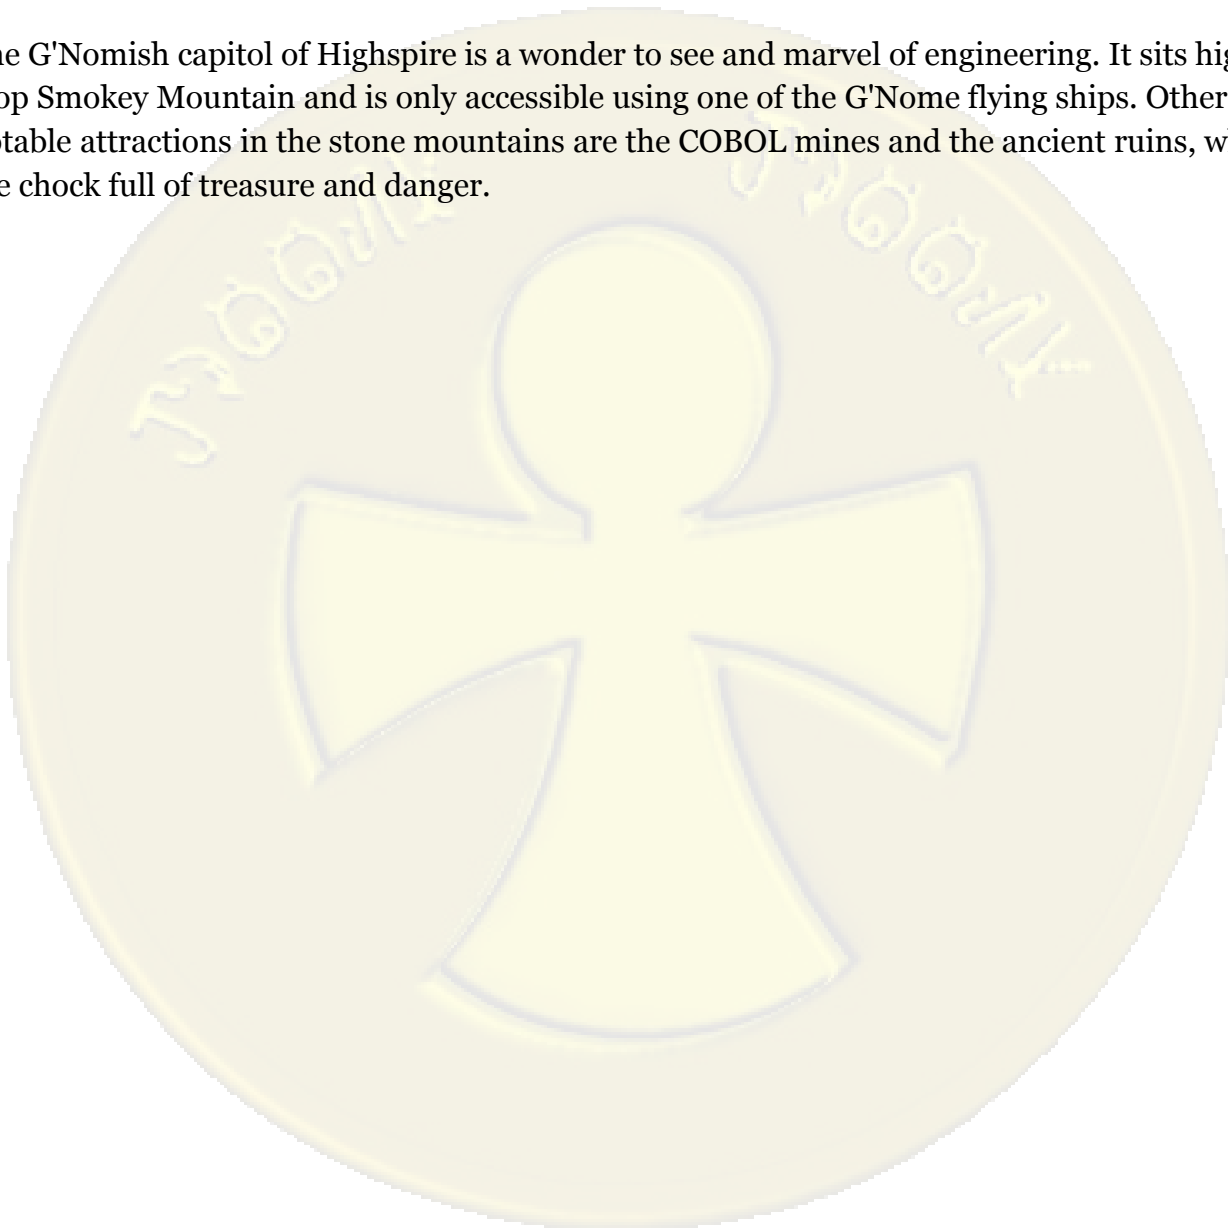 he G'Nomish capitol of Highspire is a wonder to see and marvel of engineering. It sits hig
op Smokey Mountain and is only accessible using one of the G'Nome flying ships. Other
otable attractions in the stone mountains are the COBOL mines and the ancient ruins, w
e chock full of treasure and danger.